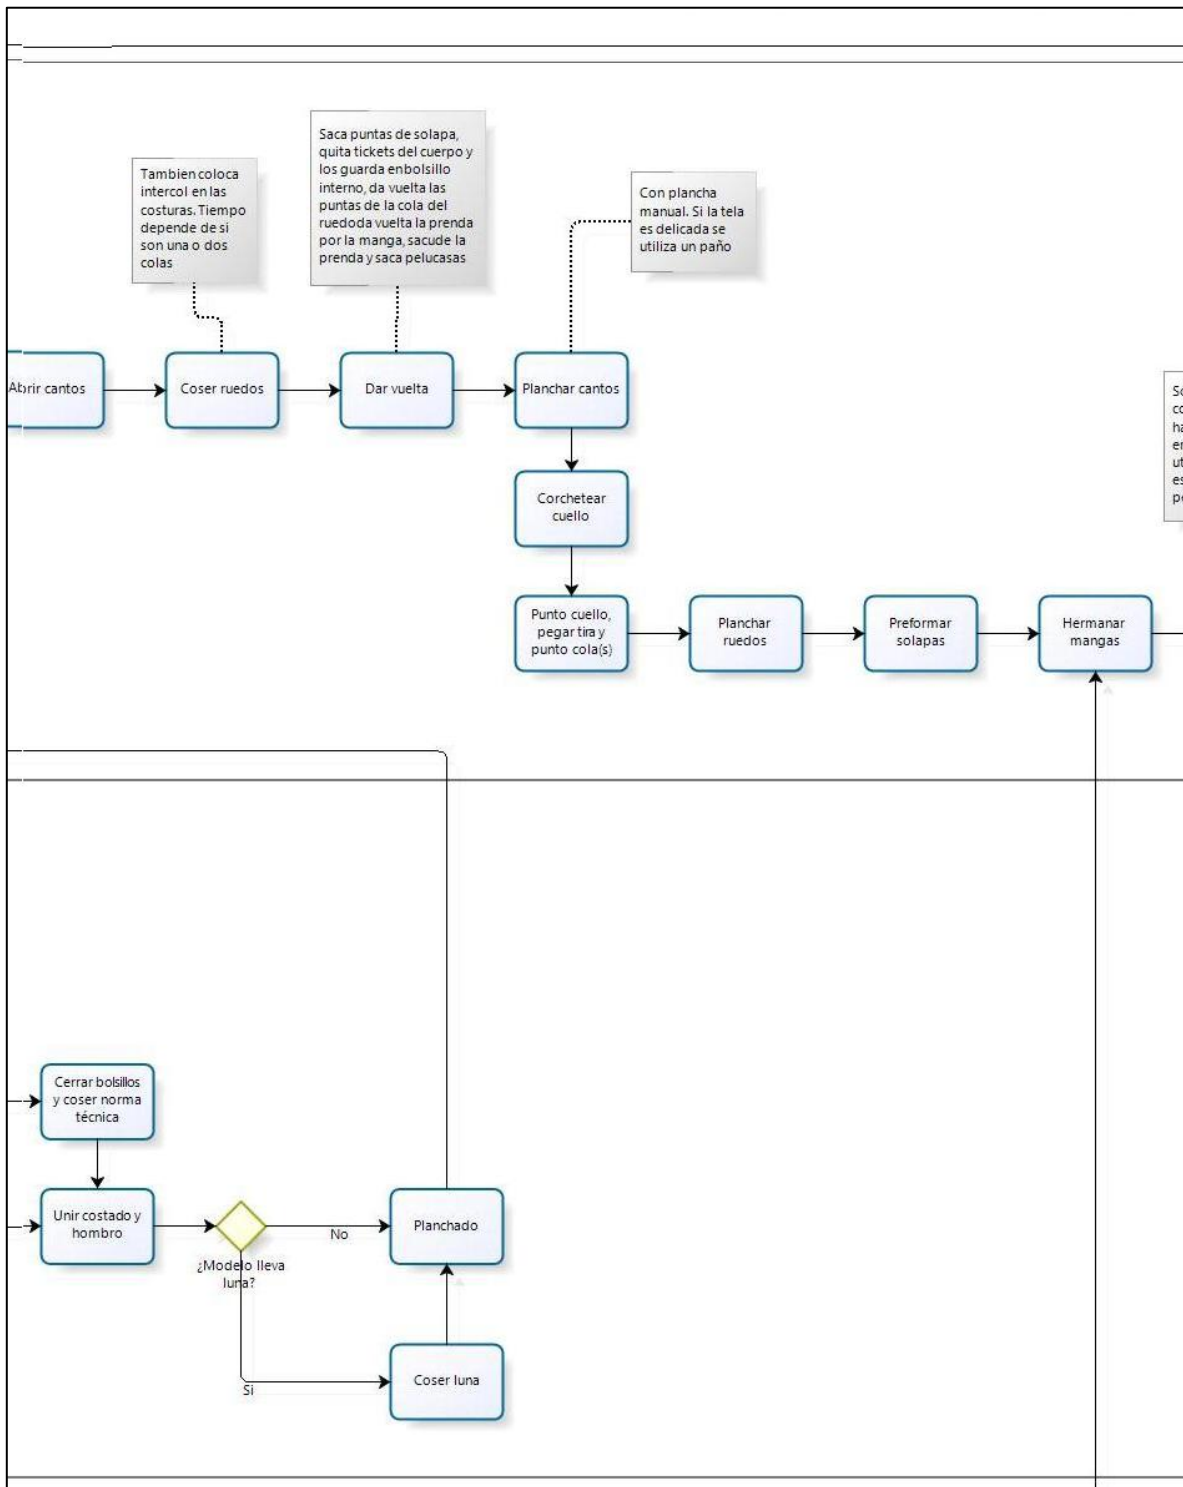 Tambien coloca
intercol en las
costuras. Tiempo
depende de si
son una o dos
colas
Saca puntas de solapa,
quita tickets del cuerpo y
los guarda enbolsillo
interno, da vuelta las
puntas de la cola del
ruedoda vuelta la prenda
por la manga, sacude la
prenda y saca pelucasas
Con plancha
manual. Si la tela
es delicada se
utiliza un paño
Abrir cantos
Coser ruedos
Dar vuelta
Planchar cantos
Corchetear
cuello
Punto cuello,
pegar tira y
punto cola(s)
Planchar
ruedos
Preformar
solapas
Hermanar
mangas
Cerrar bolsillos
y coser norma
técnica
Unir costado y
hombro
¿Modelo lleva
luna?
No
Planchado
Si
Coser luna